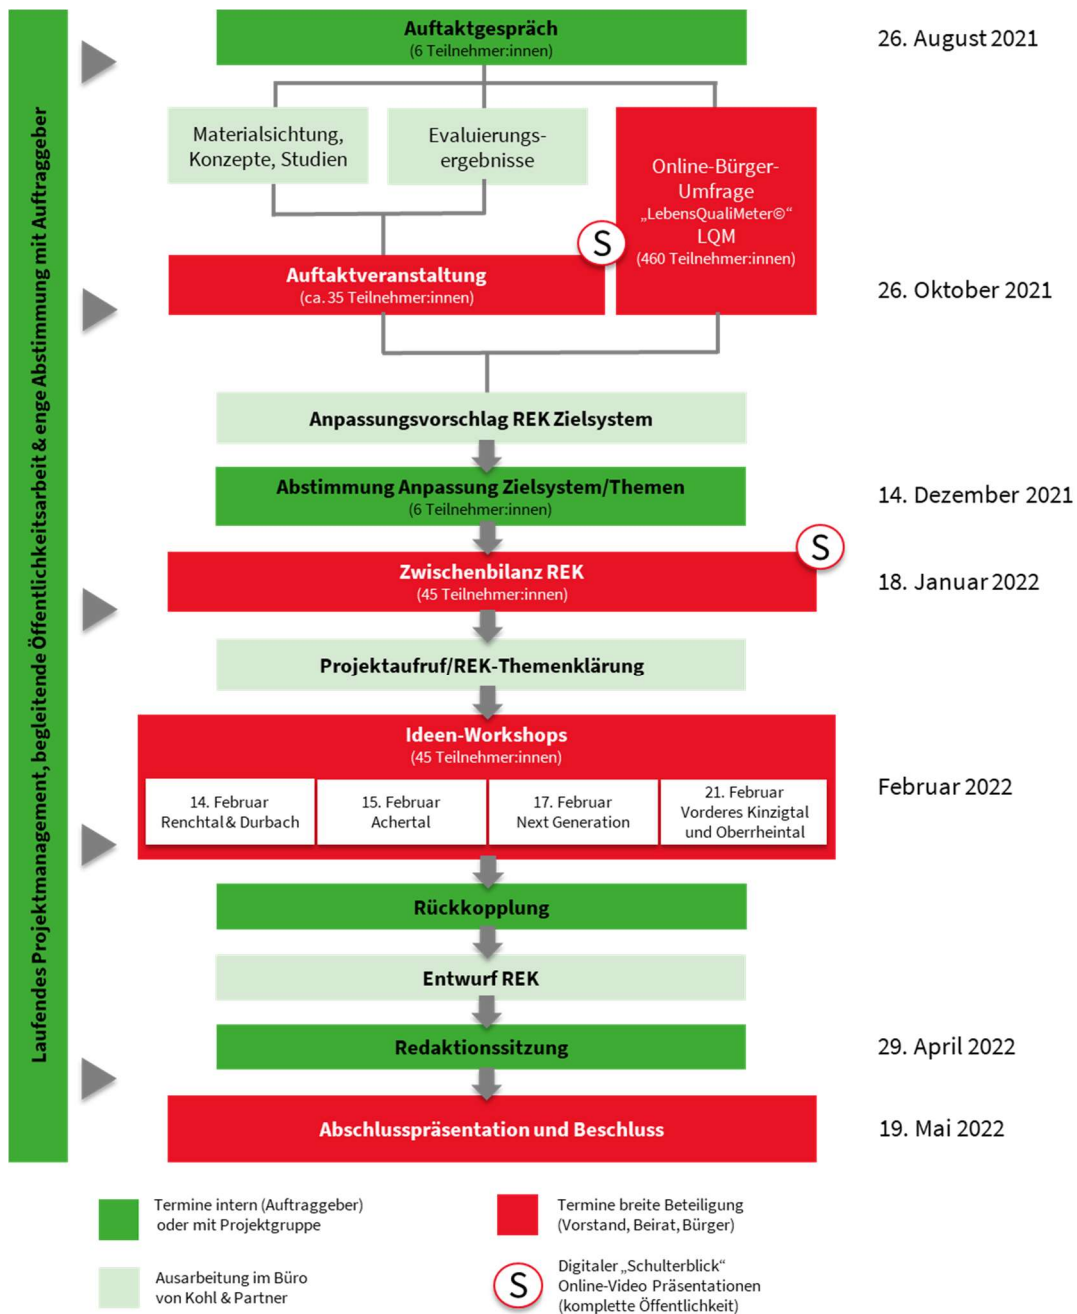 Laufendes Projektmanagement, begleitende Öffentlichkeitsarbeit & enge Abstimmung mit Auftraggeber
Auftaktgespräch
(6 Teilnehmer:innen)
26. August 2021
Materialsichtung,
Konzepte, Studien
Evaluierungs-
ergebnisse
Online-Bürger-
Umfrage
„LebensQualiMeter©“
LQM
(460 Teilnehmer:innen)
S
Auftaktveranstaltung
(ca. 35 Teilnehmer:innen)
26. Oktober 2021
Anpassungsvorschlag REK Zielsystem
Abstimmung Anpassung Zielsystem/Themen
(6 Teilnehmer:innen)
14. Dezember 2021
S
Zwischenbilanz REK
(45 Teilnehmer:innen)
18. Januar 2022
Projektaufruf/REK-Themenklärung
Ideen-Workshops
(45 Teilnehmer:innen)
Februar 2022
14. Februar
Renchtal & Durbach
15. Februar
Achertal
17. Februar
Next Generation
21. Februar
Vorderes Kinzigtal
und Oberrheintal
Rückkopplung
Entwurf REK
Redaktionssitzung
29. April 2022
Abschlusspräsentation und Beschluss
19. Mai 2022
Termine intern (Auftraggeber)
oder mit Projektgruppe
Termine breite Beteiligung
(Vorstand, Beirat, Bürger)
Ausarbeitung im Büro
von Kohl & Partner
S
Digitaler „Schulterblick“
Online-Video Präsentationen
(komplette Öffentlichkeit)